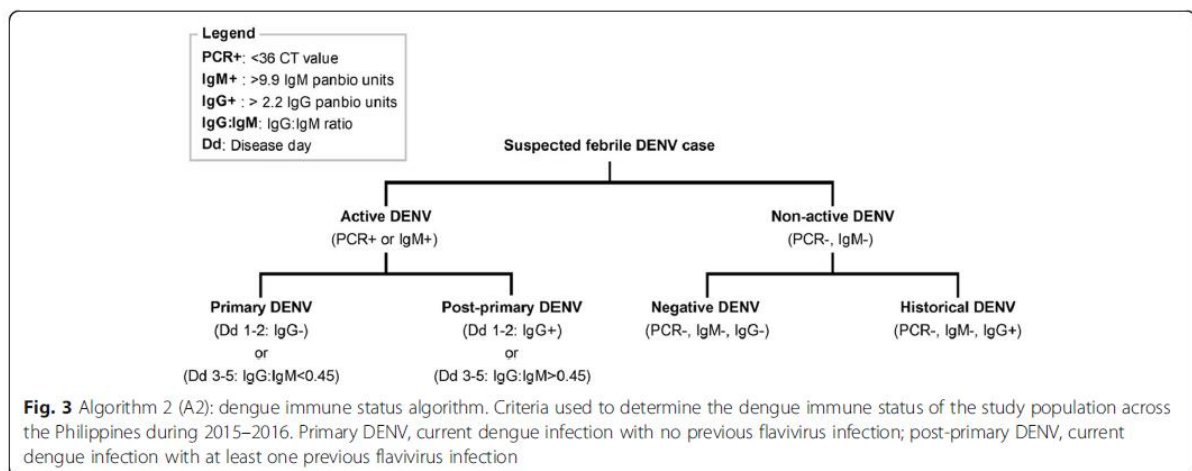 Legend
PCR+: <36 CT value
IgM+ : >9.9 IgM panbio units
IgG+ : > 2.2 IgG panbio units
IgG:IgM: IgG:IgM ratio
Dd: Disease day
Suspected febrile DENV case
Active DENV
(PCR+ or IgM+)
Non-active DENV
(PCR-, IgM-)
Primary DENV
(Dd 1-2: IgG-)
or
(Dd 3-5: IgG:IgM<0.45)
Post-primary DENV
(Dd 1-2: IgG+)
or
(Dd 3-5: IgG:IgM>0.45)
Negative DENV
(PCR-, IgM-, IgG-)
Historical DENV
(PCR-, IgM-, IgG+)
Fig. 3 Algorithm 2 (A2): dengue immune status algorithm. Criteria used to determine the dengue immune status of the study population across
the Philippines during 2015–2016. Primary DENV, current dengue infection with no previous flavivirus infection; post-primary DENV, current
dengue infection with at least one previous flavivirus infection